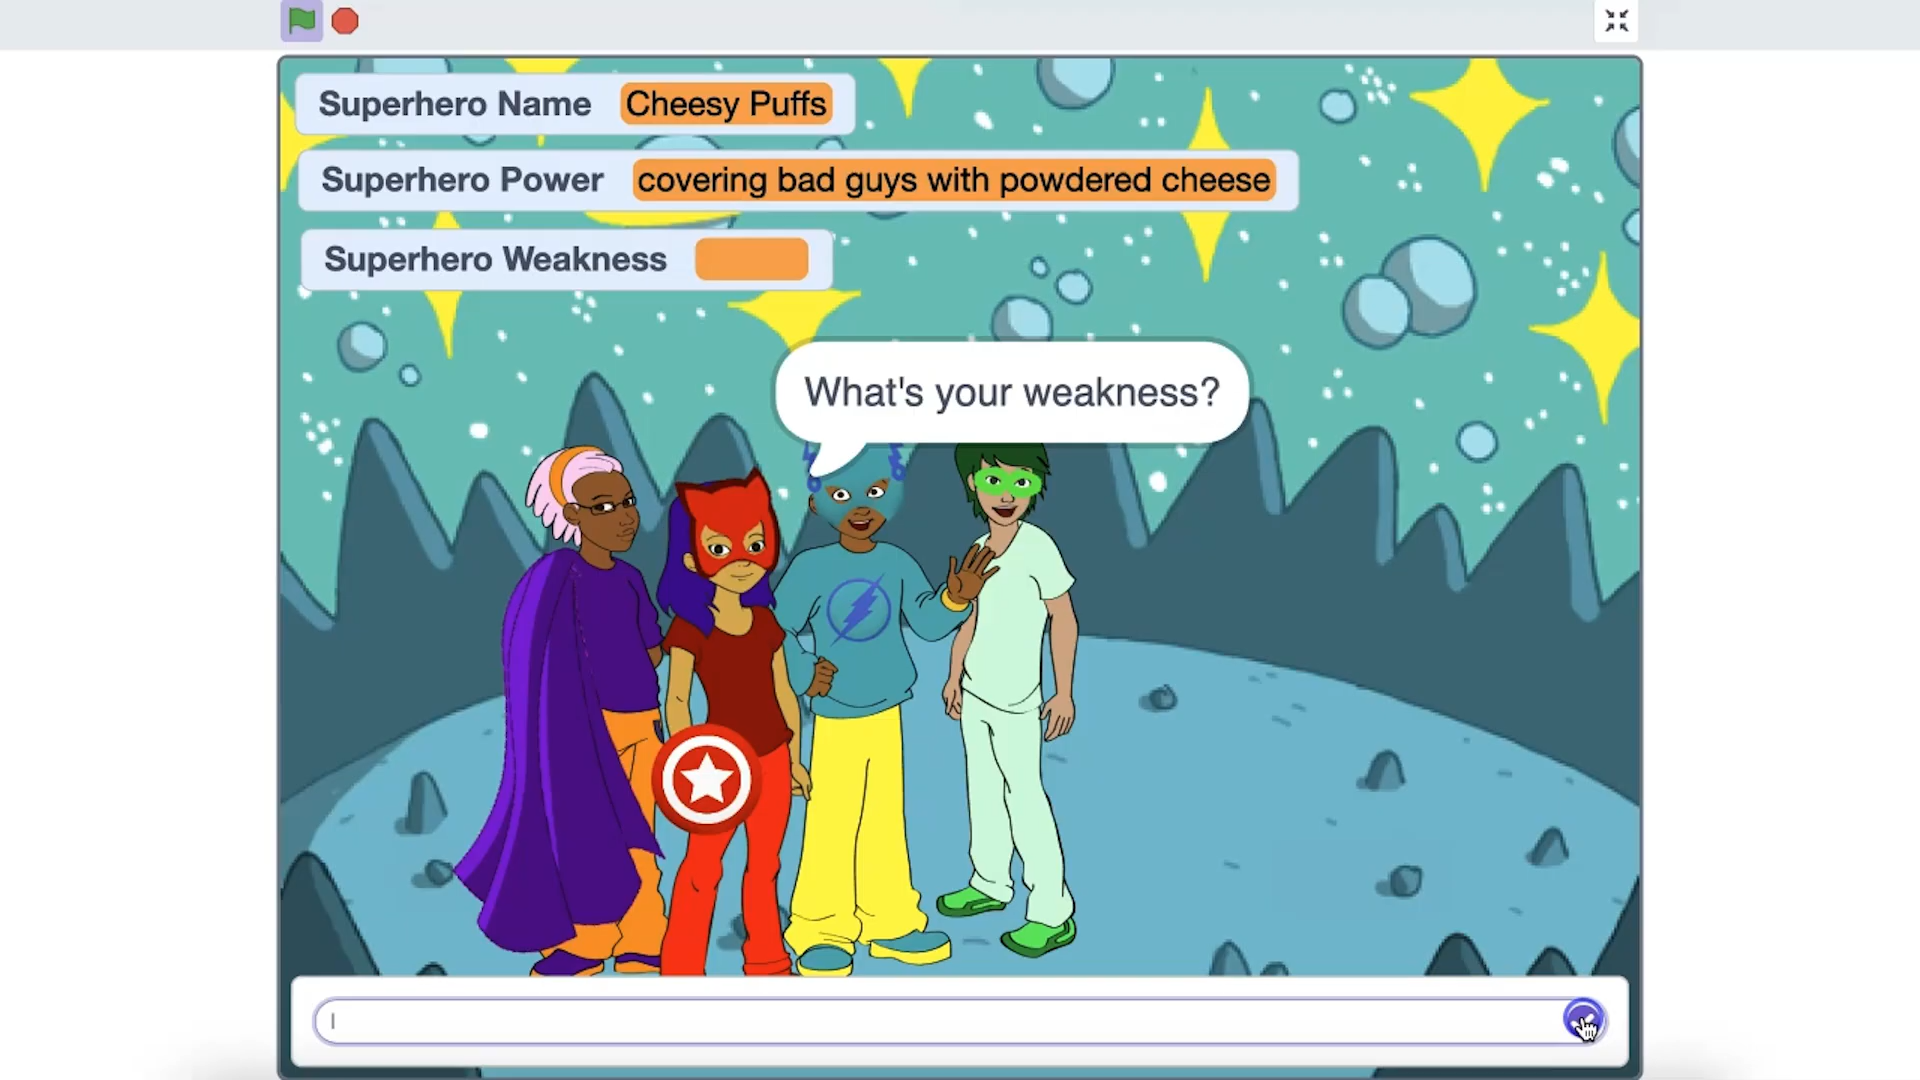 Superhero Name Cheesy Puffs
Superhero Power covering bad guys with powdered cheese
Superhero Weakness
What's your weakness?